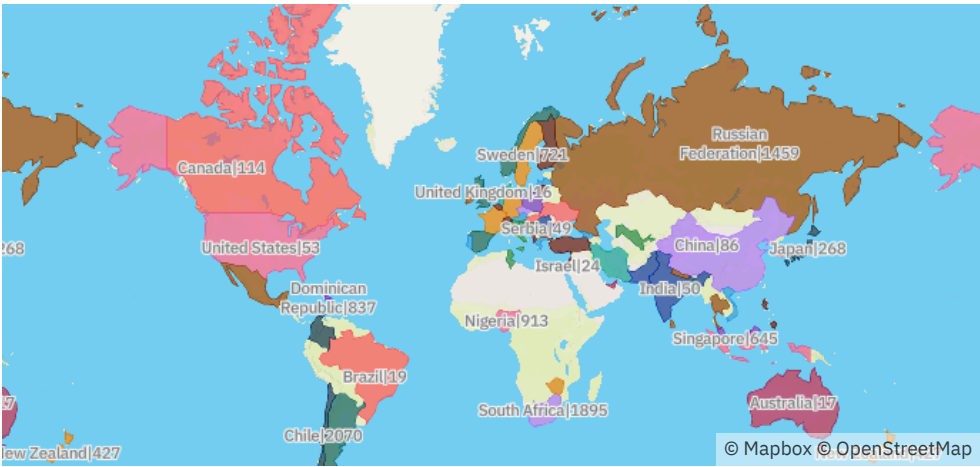 Canada|114
Sweden|721
Russian
Federation|1459
United Kingdom|16
Serbia|49
United States|53
China|86
Japan|268
268
Israel|24
India|50
Dominican
Republic|837
Nigeria|913
Singapore|645
Brazil|19
South Africa|1895
Australia|17
17
Chile|2070
New Zealand|427
© Mapbox © OpenStreetMap